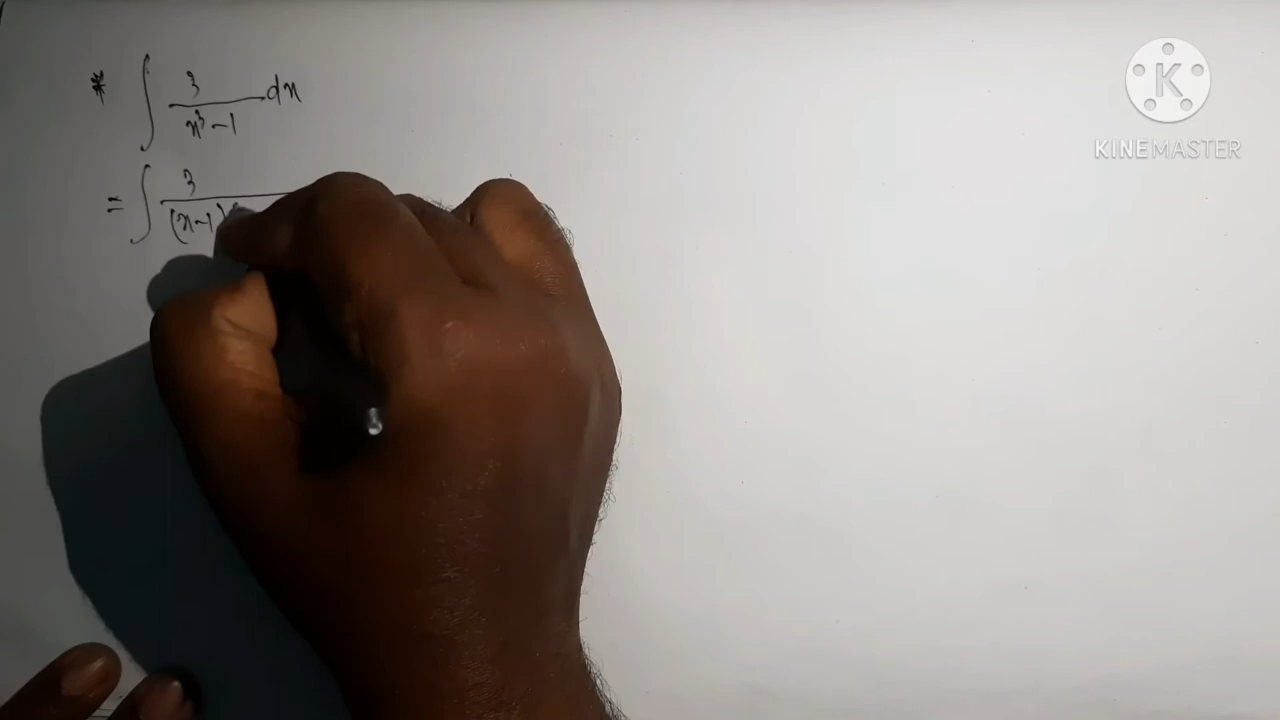 * ∫ 3/(x³-1) dx
= ∫ 3/(x-1)(
K
KINEMASTER